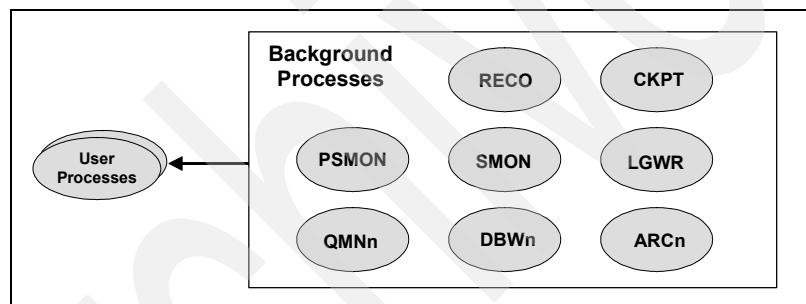 Background
Processes
RECO
CKPT
User
Processes
PSMON
SMON
LGWR
QMNn
DBWn
ARCn